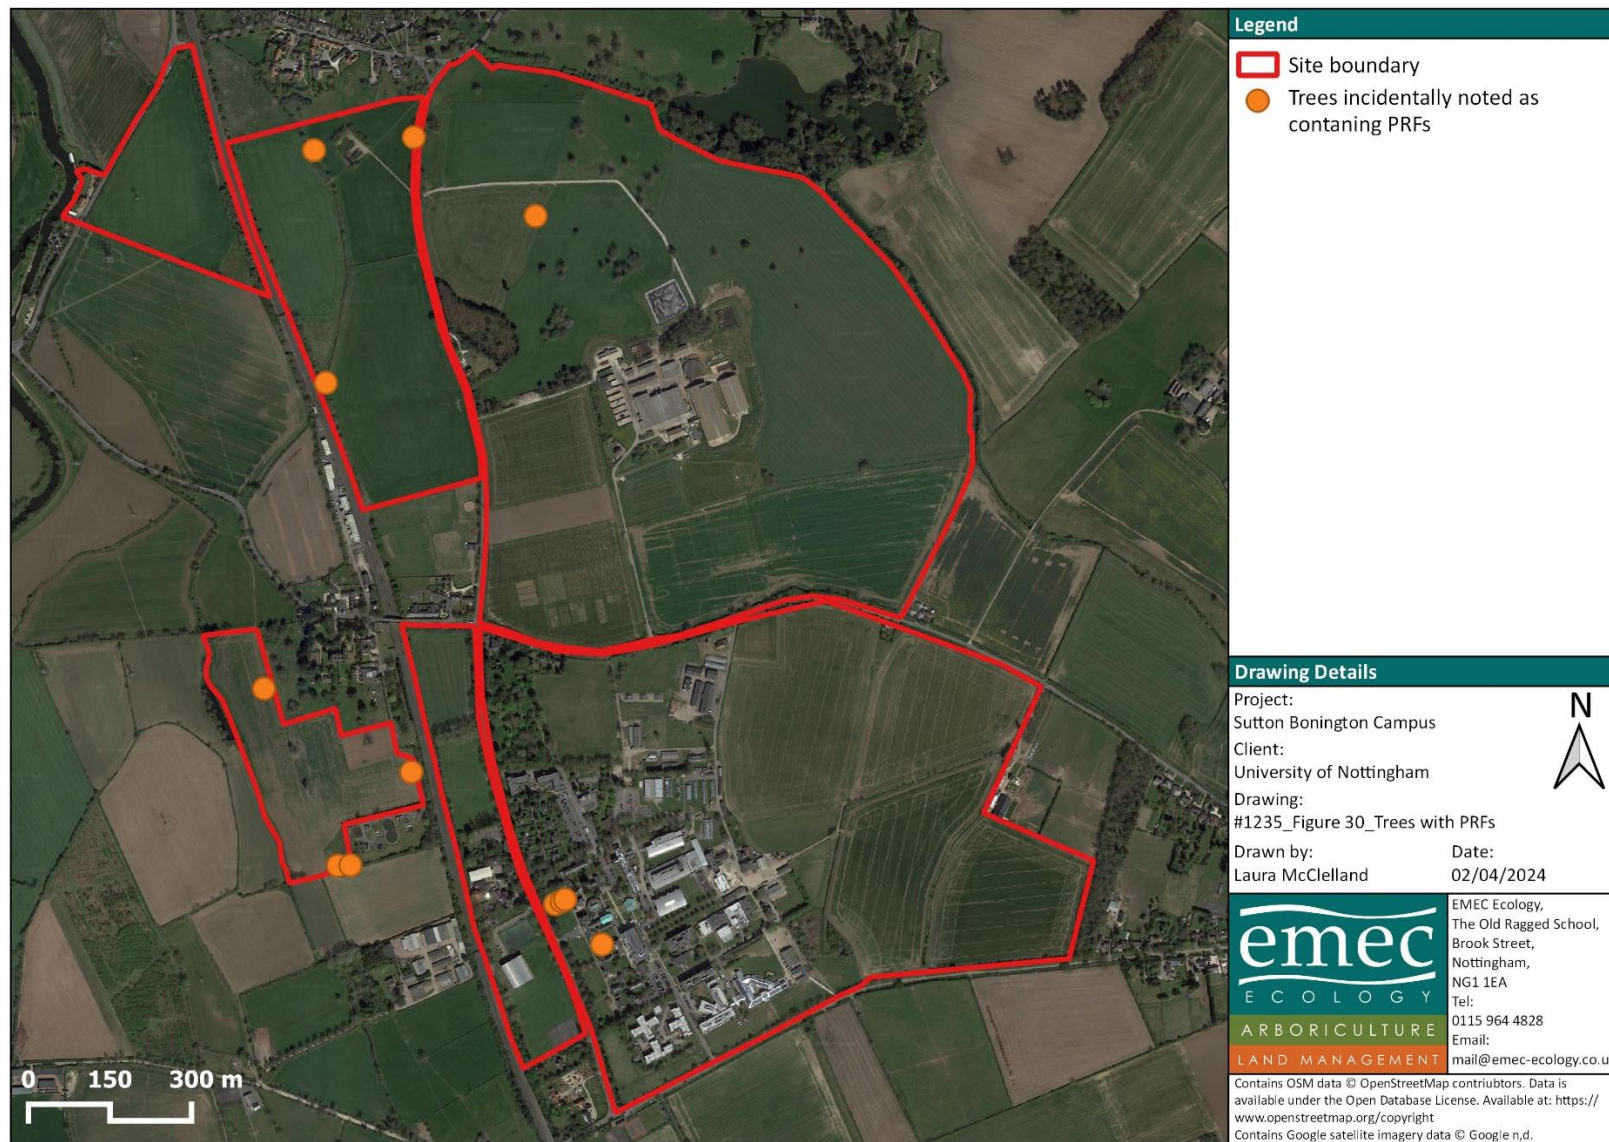 Legend
Site boundary
Trees incidentally noted as
contaning PRFs
Drawing Details
Project:
Sutton Bonington Campus
Client:
University of Nottingham
Drawing:
#1235_Figure 30_Trees with PRFs
Drawn by:
Laura McClelland
Date:
02/04/2024
N
emec
ECOLOGY
ARBORICULTURE
LAND MANAGEMENT
EMEC Ecology,
The Old Ragged School,
Brook Street,
Nottingham,
NG1 1EA
Tel:
0115 964 4828
Email:
mail@emec-ecology.co.u
Contains OSM data © OpenStreetMap contriubtors. Data is
available under the Open Database License. Available at: https://
www.openstreetmap.org/copyright
Contains Google satellite imagery data © Google n,d.
0 150 300 m